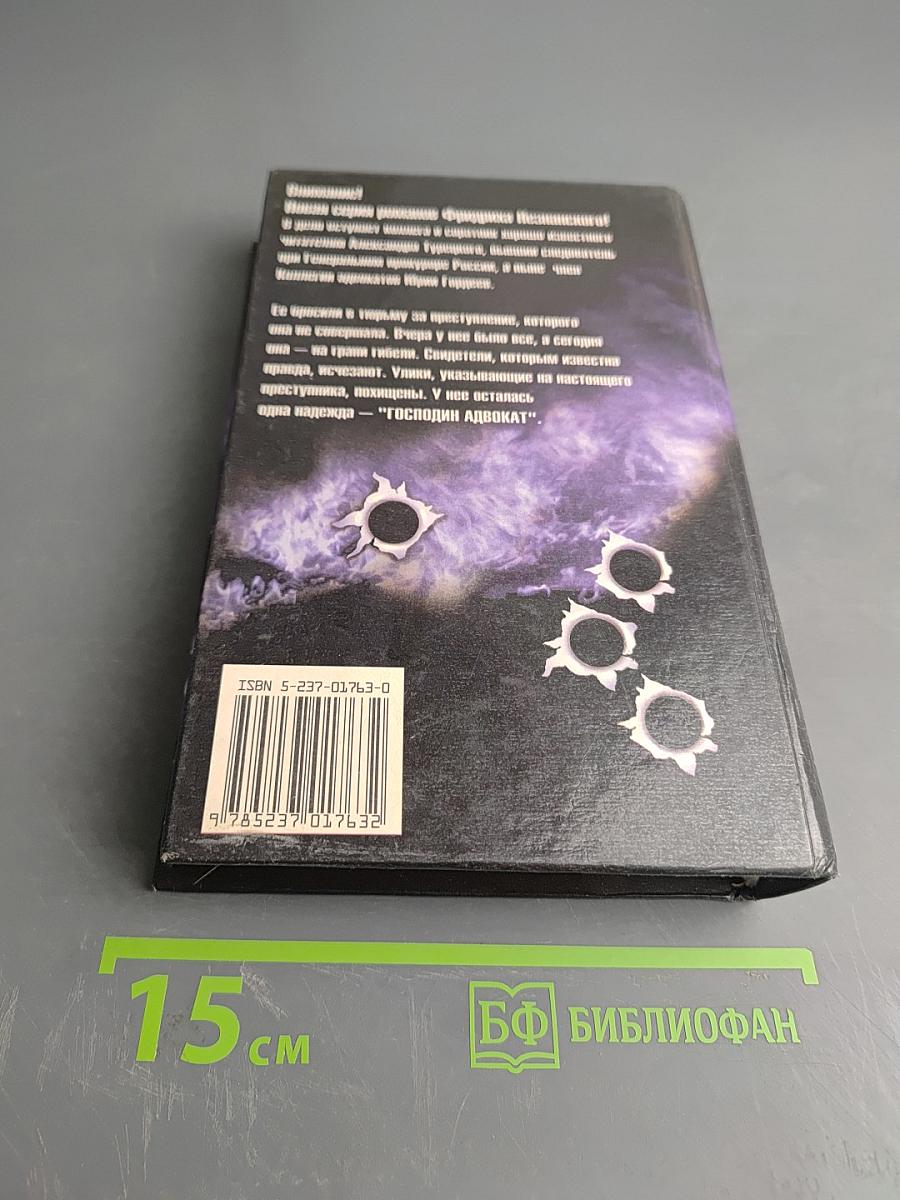 Внимание!
Новая серия романов Фридриха Незнанского!
В дело вступает коллега и соратник хорошо известного
читателям Александра Турецкого, бывший следователь
при Генеральном прокуроре России, а ныне член
Коллегии адвокатов Юрий Гордеев.
Ее бросили в тюрьму за преступление, которого
она не совершала. Вчера у нее было все, а сегодня
она — на грани гибели. Свидетели, которым известна
правда, исчезают. Улики, указывающие на настоящего
преступника, похищены. У нее осталась
одна надежда — "ГОСПОДИН АДВОКАТ".
ISBN 5-237-01763-0
9 785237 017632
15 см
БФ БИБЛИОФАН